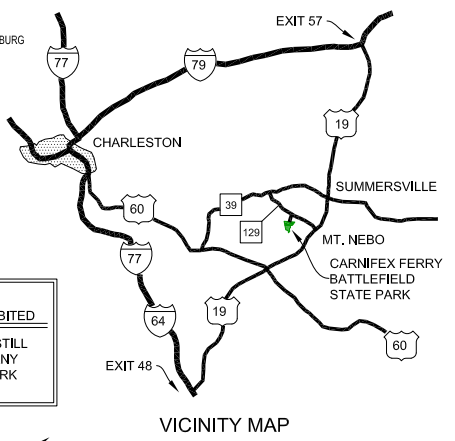 EXIT 57
BURG
77
79
19
CHARLESTON
SUMMERSVILLE
39
60
129
MT. NEBO
CARNIFEX FERRY
BATTLEFIELD
STATE PARK
77
19
64
60
BITED
STILL
NY
RK
EXIT 48
VICINITY MAP